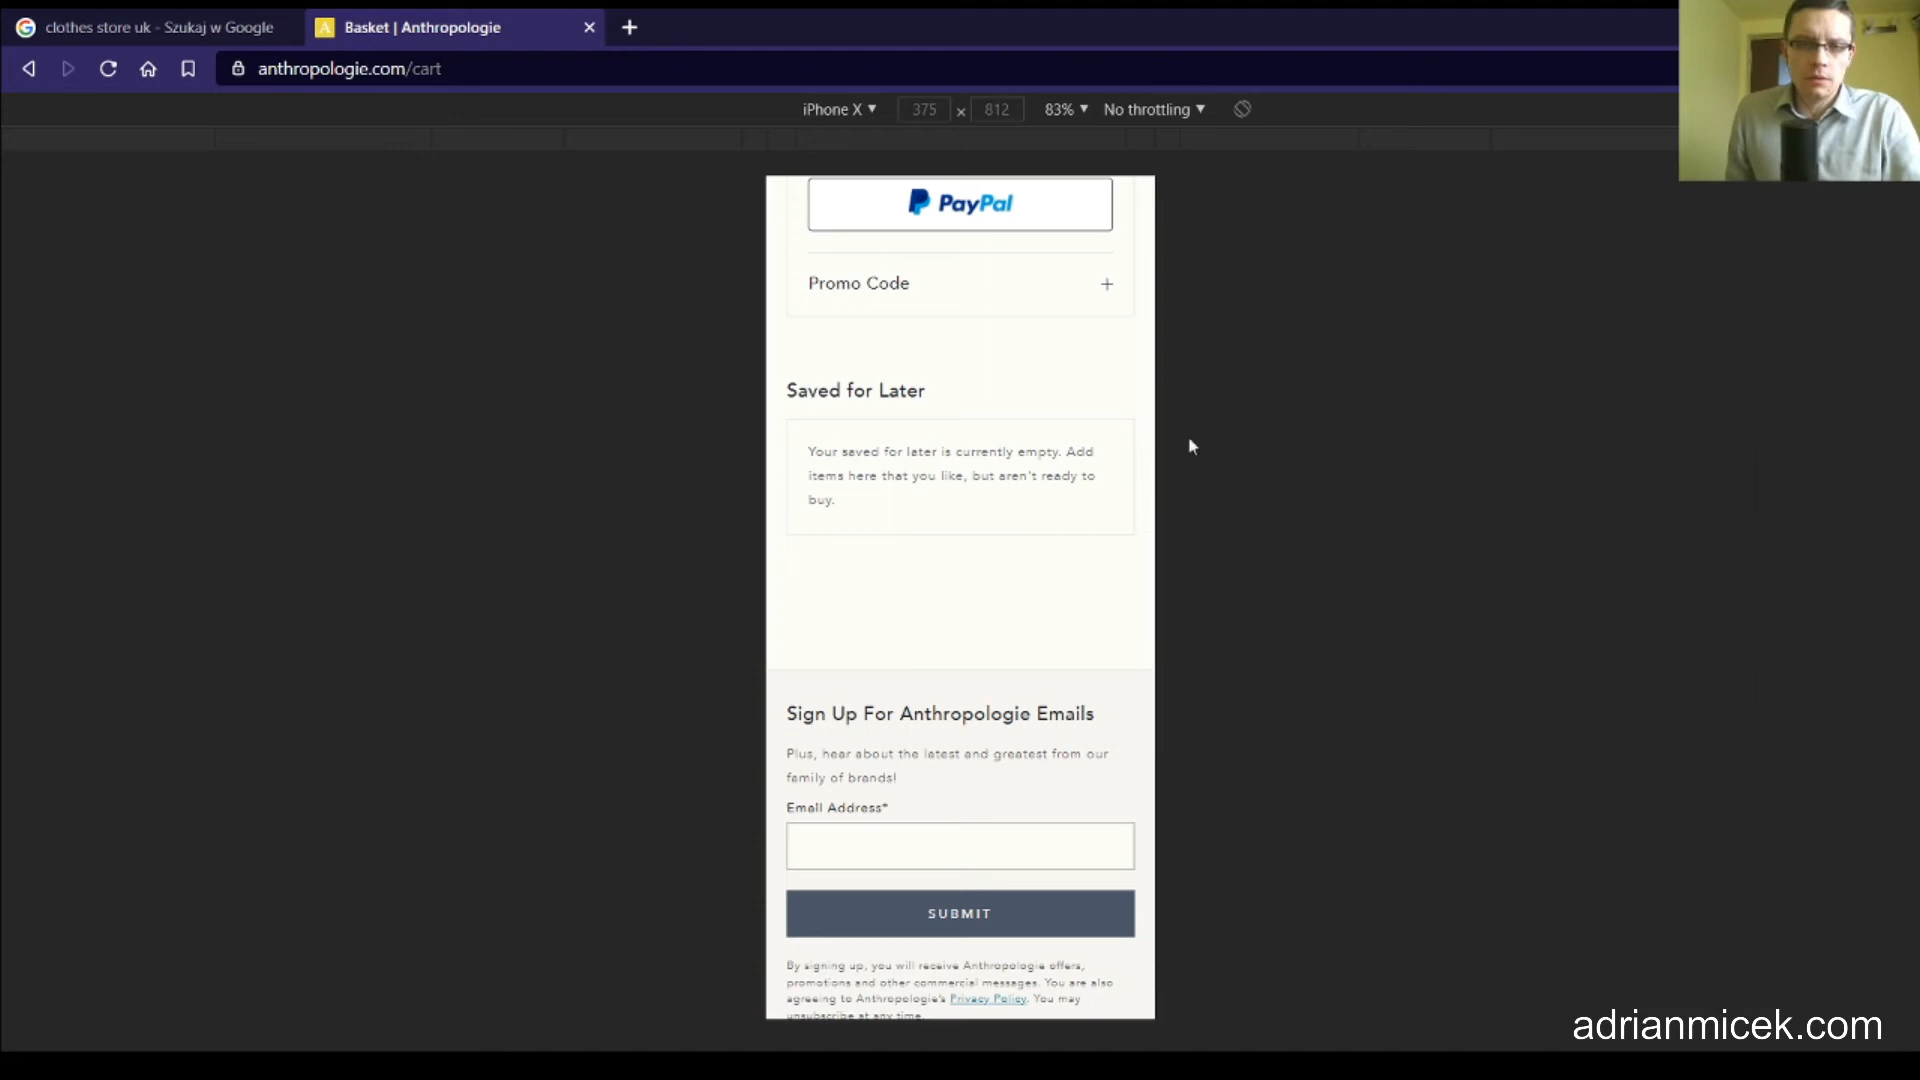 clothes store uk - Szukaj w Google
A Basket | Anthropologie
anthropologie.com/cart
iPhone X 375 x 812 83% No throttling
PayPal
Promo Code +
Saved for Later
Your saved for later is currently empty. Add
items here that you like, but aren't ready to
buy.
Sign Up For Anthropologie Emails
Plus, hear about the latest and greatest from our
family of brands!
Email Address*
SUBMIT
By signing up, you will receive Anthropologie offers,
promotions and other commercial messages. You are also
agreeing to Anthropologie's Privacy Policy. You may
unsubscribe at any time.
adrianmicek.com